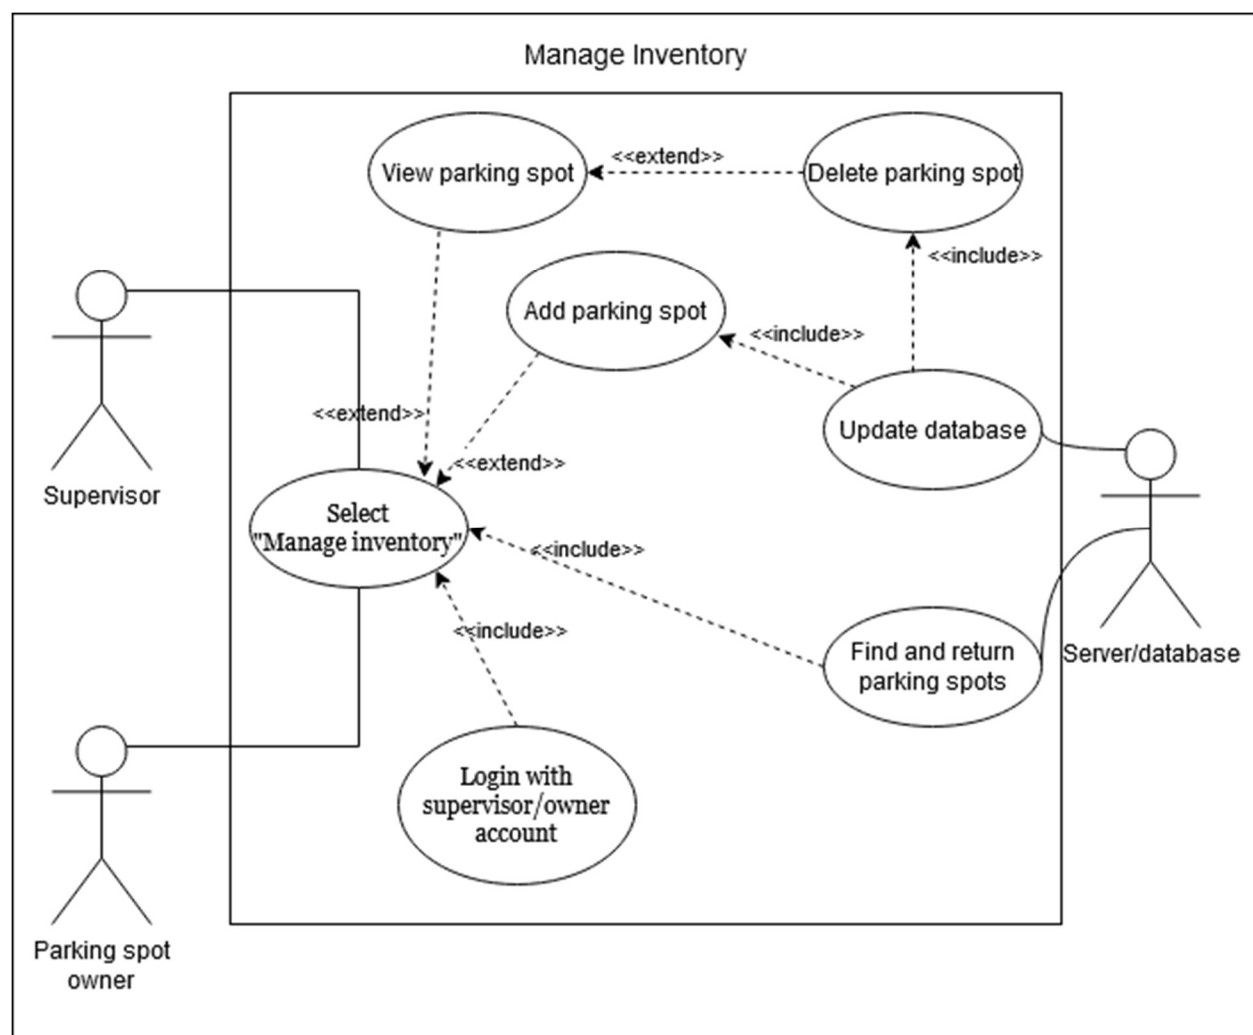 Manage Inventory
View parking spot
<<extend>>
Delete parking spot
<<include>>
Add parking spot
<<include>>
<<extend>>
Update database
<<extend>>
Supervisor
Select
"Manage inventory"
<<include>>
<<include>>
Find and return
parking spots
Server/database
Login with
supervisor/owner
account
Parking spot
owner